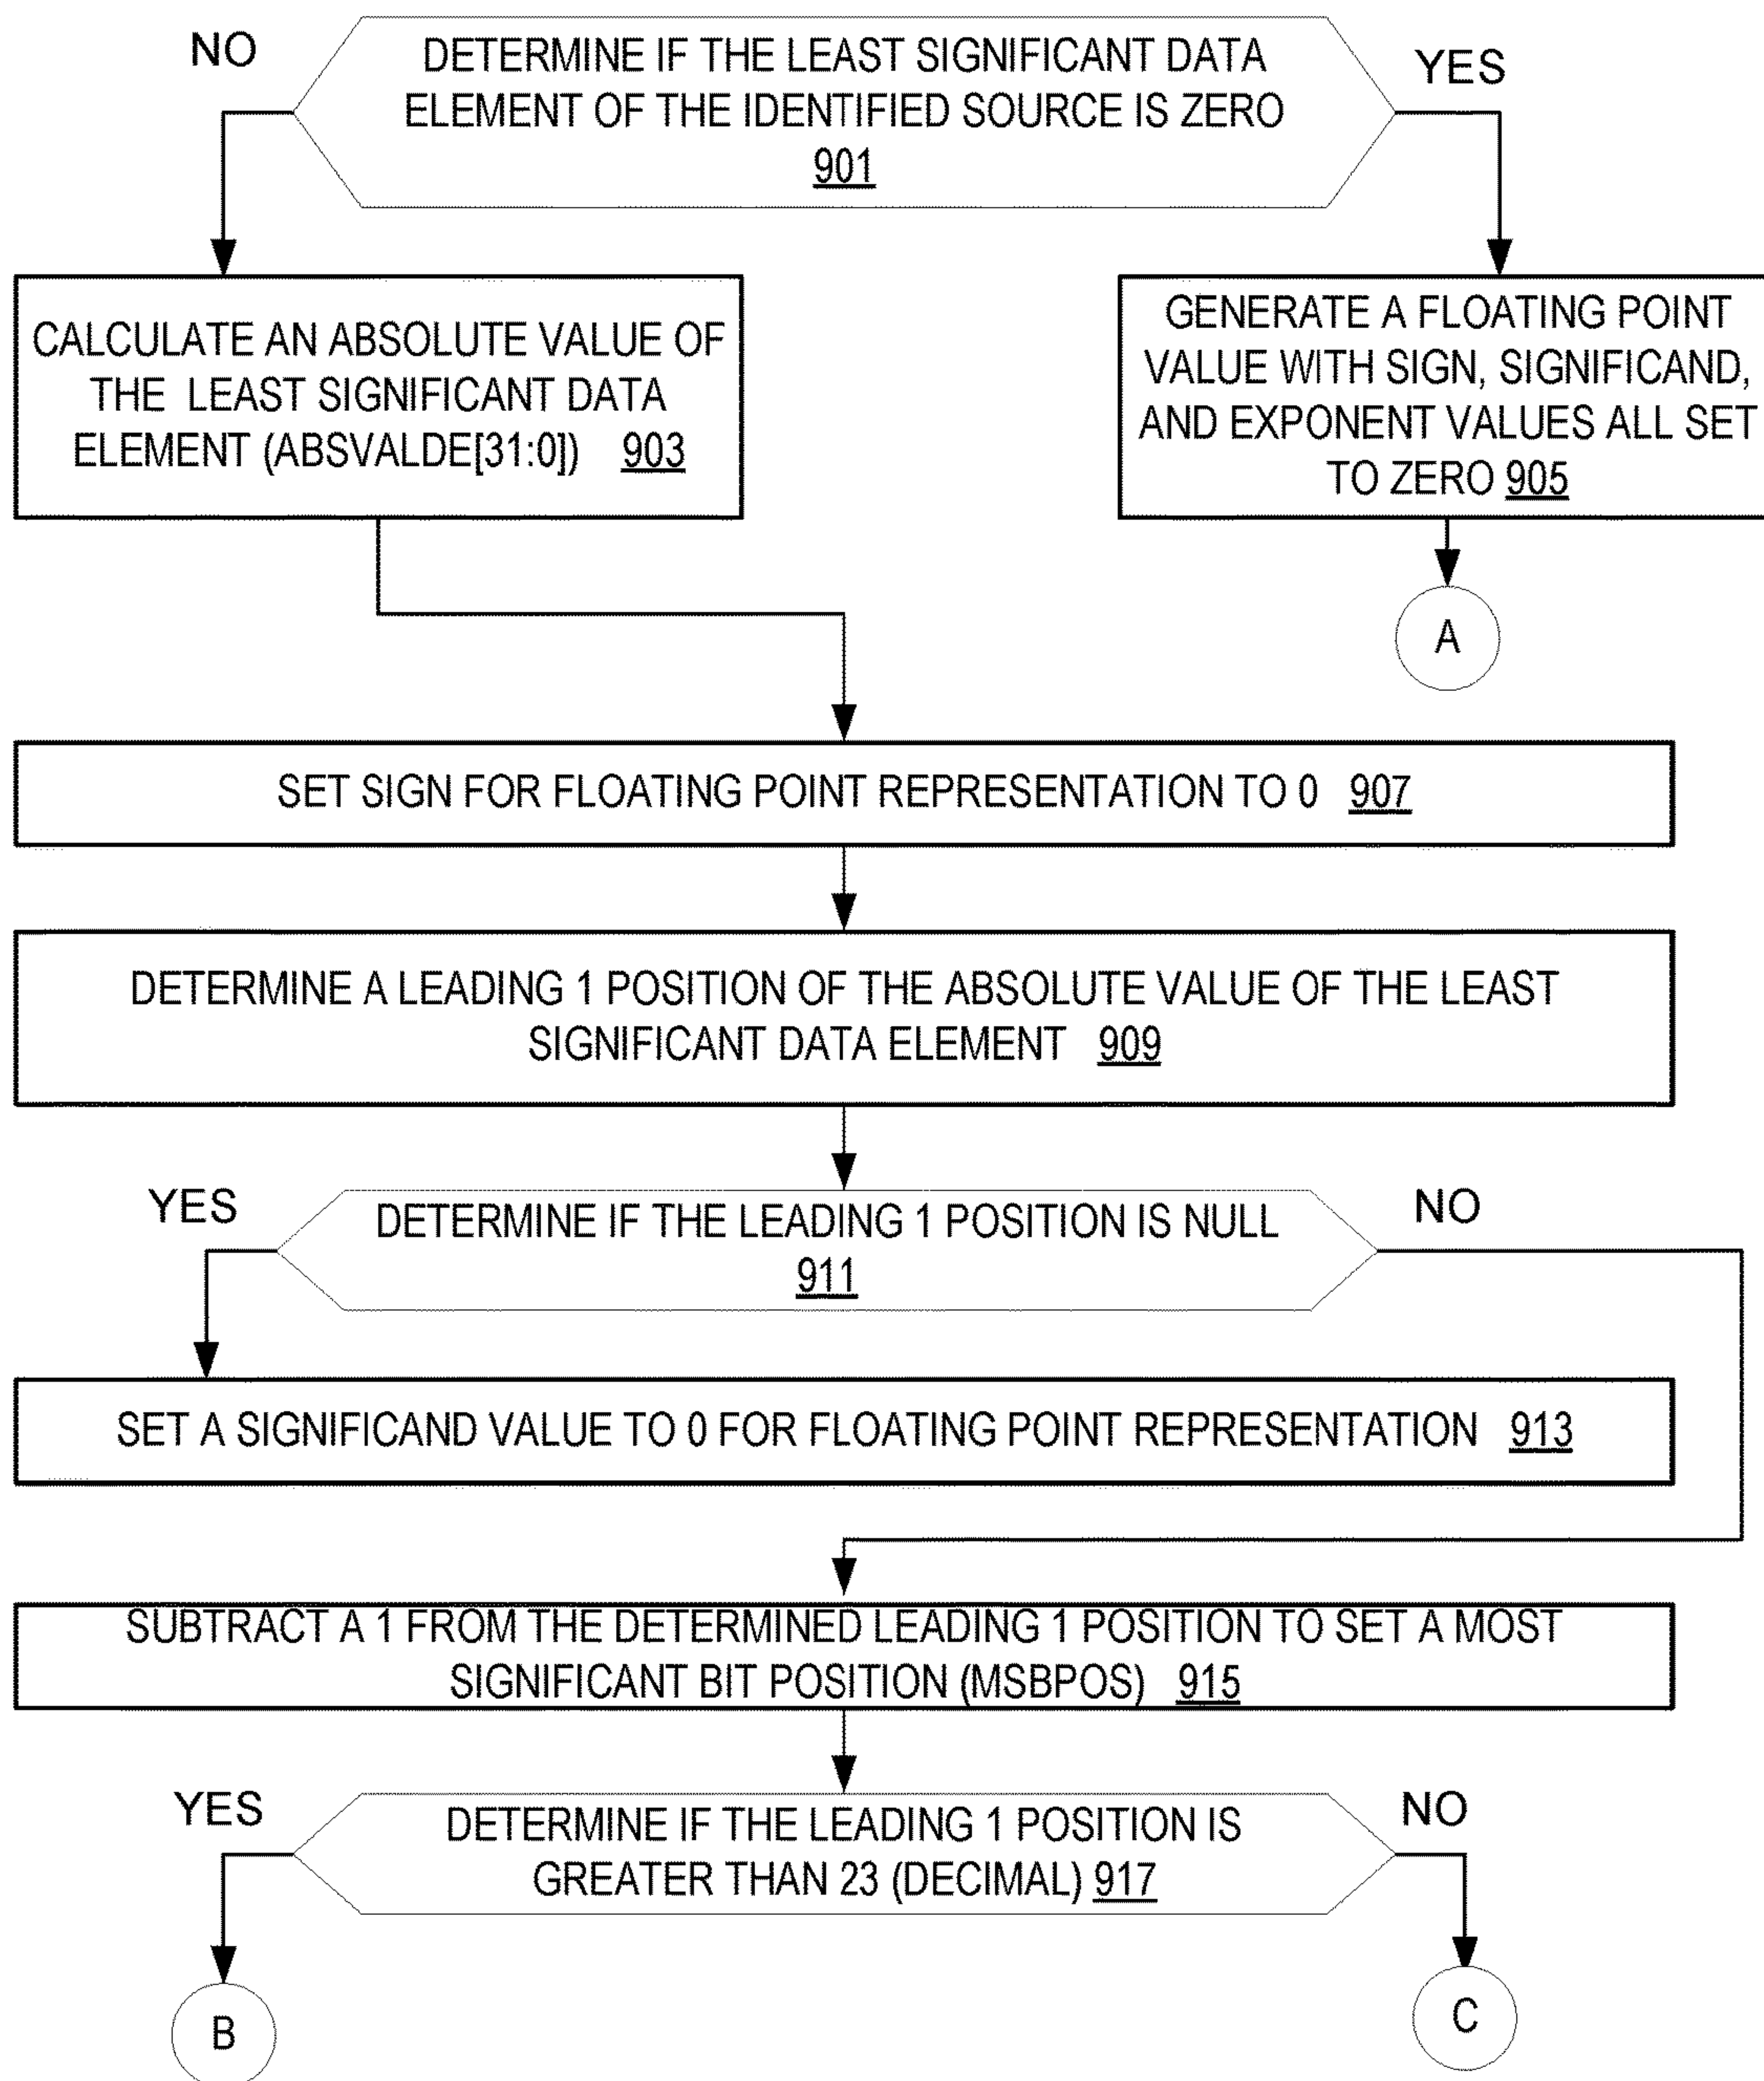 NO
DETERMINE IF THE LEAST SIGNIFICANT DATA
ELEMENT OF THE IDENTIFIED SOURCE IS ZERO
901
YES
CALCULATE AN ABSOLUTE VALUE OF
THE LEAST SIGNIFICANT DATA
ELEMENT (ABSVALDE[31:0]) 903
GENERATE A FLOATING POINT
VALUE WITH SIGN, SIGNIFICAND,
AND EXPONENT VALUES ALL SET
TO ZERO 905
A
SET SIGN FOR FLOATING POINT REPRESENTATION TO 0 907
DETERMINE A LEADING 1 POSITION OF THE ABSOLUTE VALUE OF THE LEAST
SIGNIFICANT DATA ELEMENT 909
YES
DETERMINE IF THE LEADING 1 POSITION IS NULL
911
NO
SET A SIGNIFICAND VALUE TO 0 FOR FLOATING POINT REPRESENTATION 913
SUBTRACT A 1 FROM THE DETERMINED LEADING 1 POSITION TO SET A MOST
SIGNIFICANT BIT POSITION (MSBPOS) 915
YES
DETERMINE IF THE LEADING 1 POSITION IS
GREATER THAN 23 (DECIMAL) 917
NO
B
C